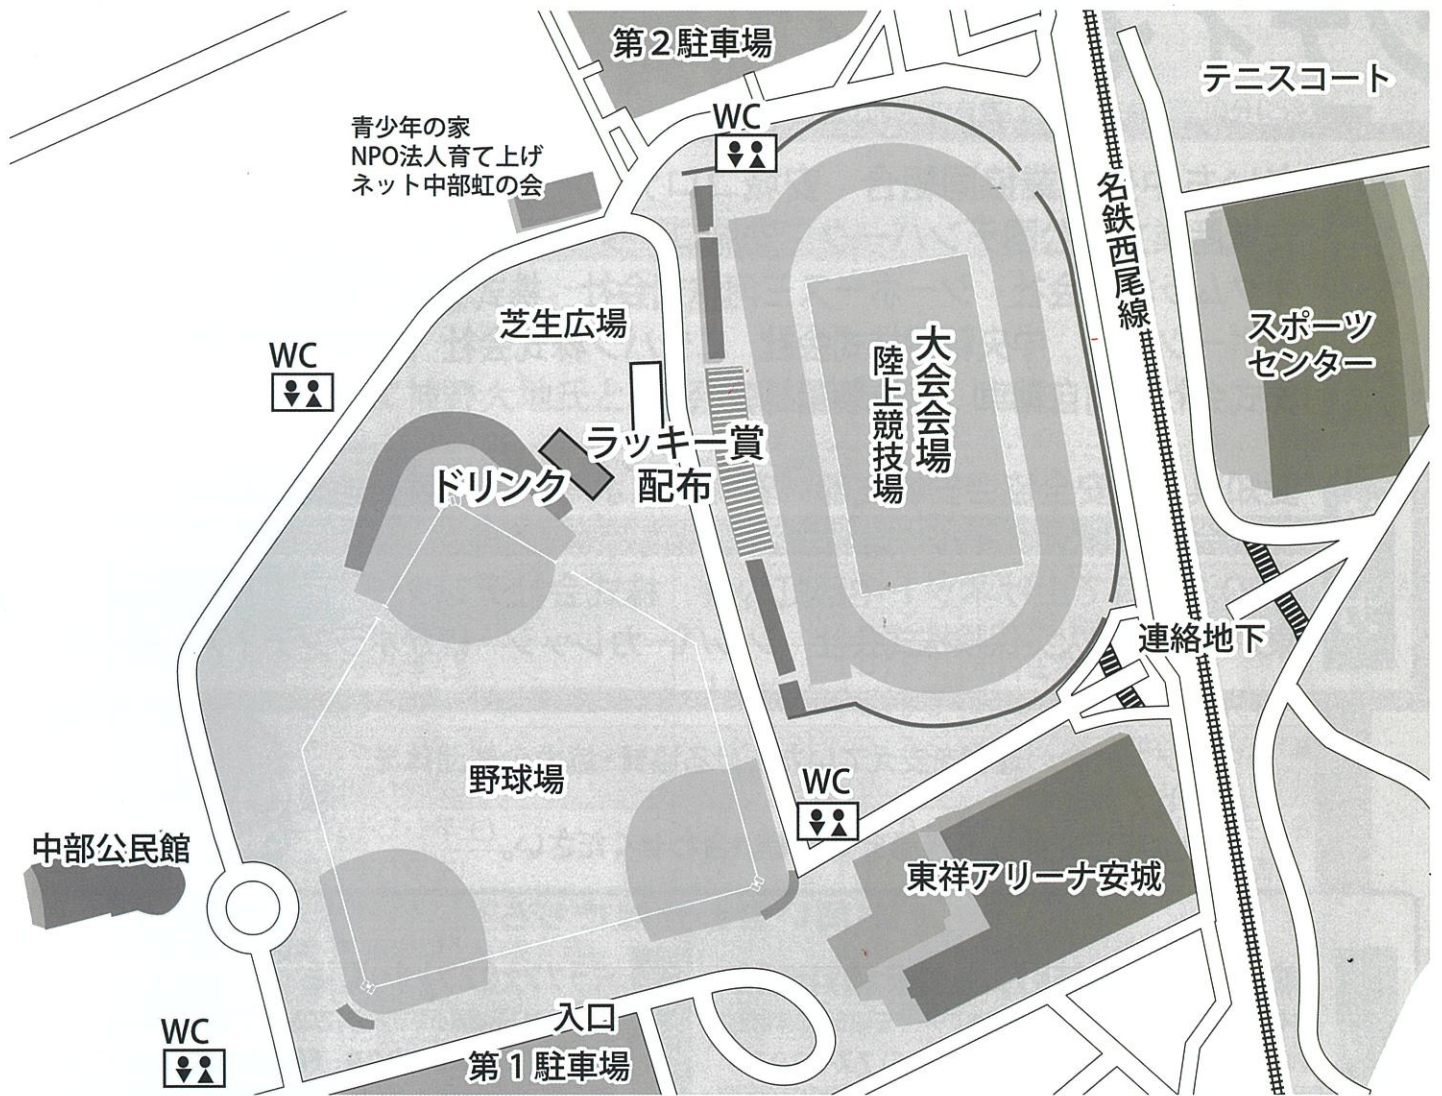 第2駐車場
テニスコート
WC
青少年の家
NPO法人育て上げ
ネット中部虹の会
名鉄西尾線
芝生広場
スポーツ
センター
大会会場
陸上競技場
WC
ラッキー賞
配布
ドリンク
連絡地下
野球場
WC
中部公民館
東祥アリーナ安城
入口
第1駐車場
WC